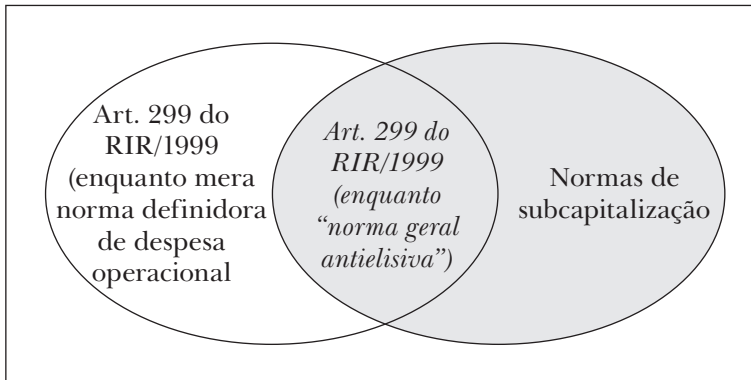 Art. 299 do
RIR/1999
(enquanto mera
norma definidora
de despesa
operacional
Art. 299 do
RIR/1999
(enquanto
“norma geral
antielisiva”)
Normas de
subcapitalização